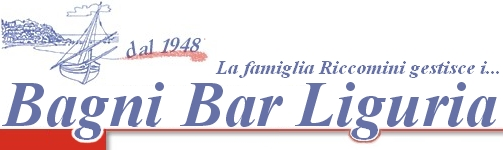 dal 1948
La famiglia Riccomini gestisce i...
Bagni Bar Liguria